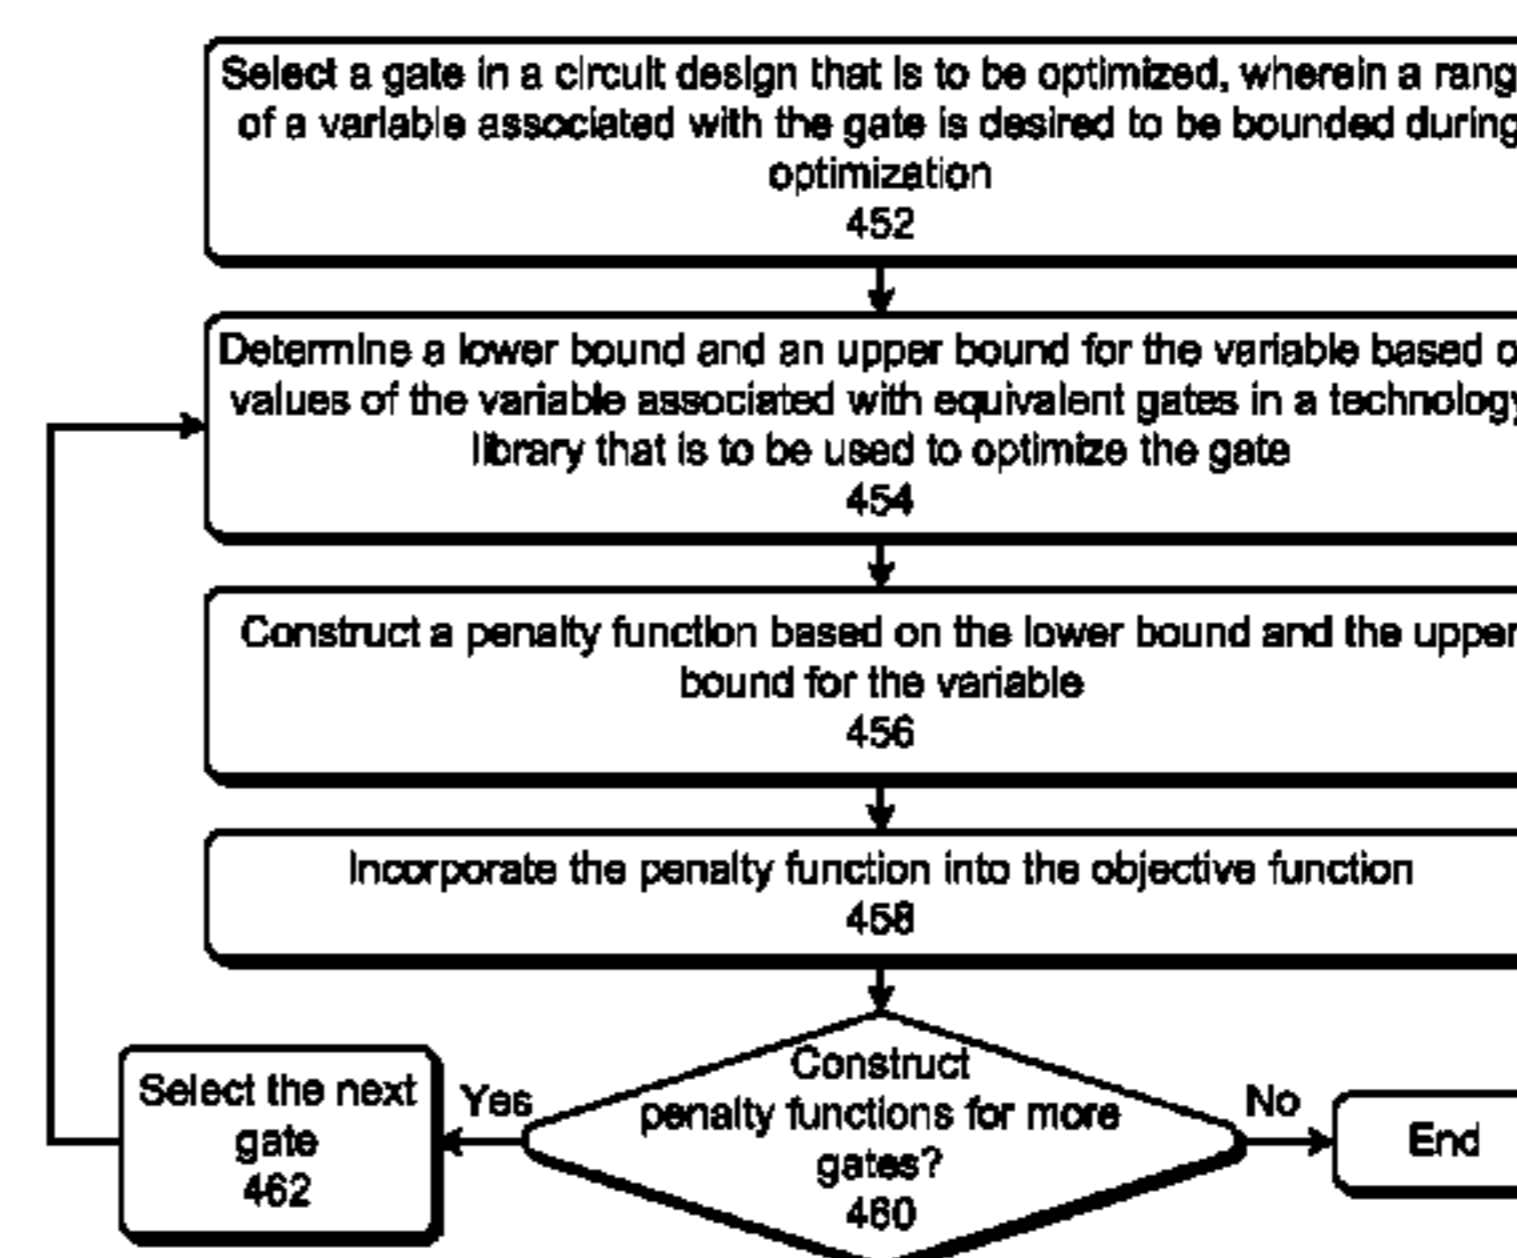 Select a gate in a circuit design that is to be optimized, wherein a rang
of a variable associated with the gate is desired to be bounded during
optimization
452
Determine a lower bound and an upper bound for the variable based o
values of the variable associated with equivalent gates in a technology
library that is to be used to optimize the gate
454
Construct a penalty function based on the lower bound and the upper
bound for the variable
456
Incorporate the penalty function into the objective function
458
Construct
penalty functions for more
gates?
460
Yes
No
Select the next
gate
462
End